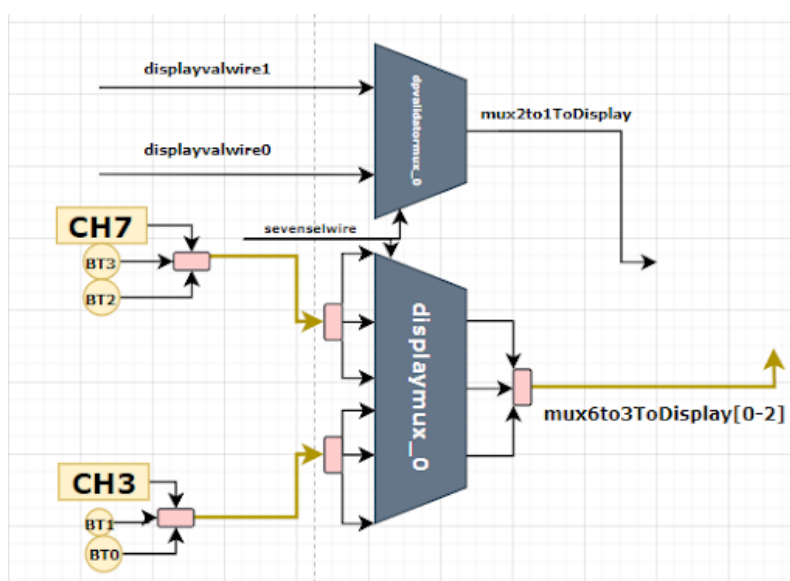 displayvalwire1
dpvalidatormux_0
mux2to1ToDisplay
displayvalwire0
CH7
sevenselwire
BT3
BT2
displaymux_0
mux6to3ToDisplay[0-2]
CH3
BT1
BT0